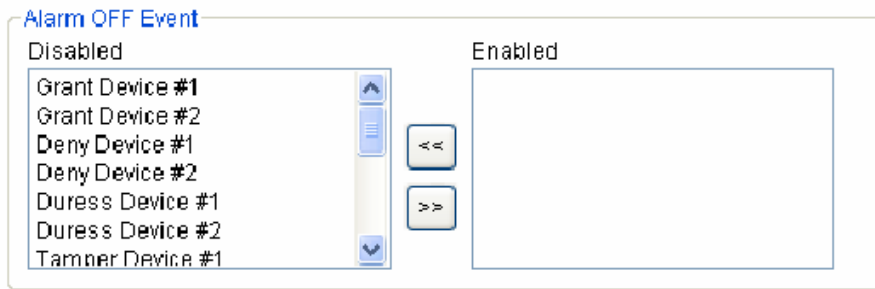 Alarm OFF Event
Disabled
Enabled
Grant Device #1
Grant Device #2
Deny Device #1
Deny Device #2
Duress Device #1
Duress Device #2
Tamper Device #1
<<
>>